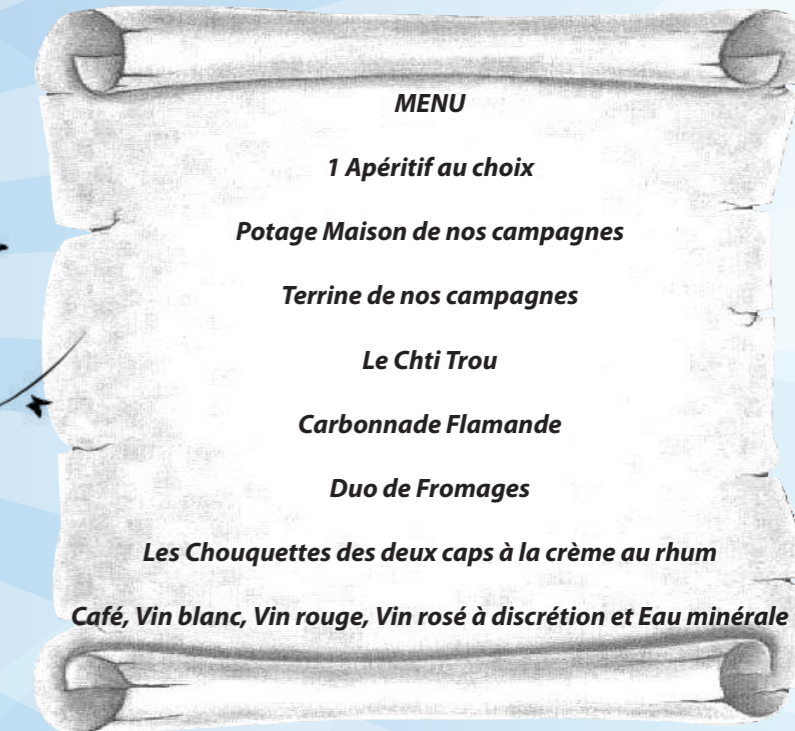 MENU
1 Apéritif au choix
Potage Maison de nos campagnes
Terrine de nos campagnes
Le Chti Trou
Carbonnade Flamande
Duo de Fromages
Les Chouquettes des deux caps à la crème au rhum
Café, Vin blanc, Vin rouge, Vin rosé à discrétion et Eau minérale